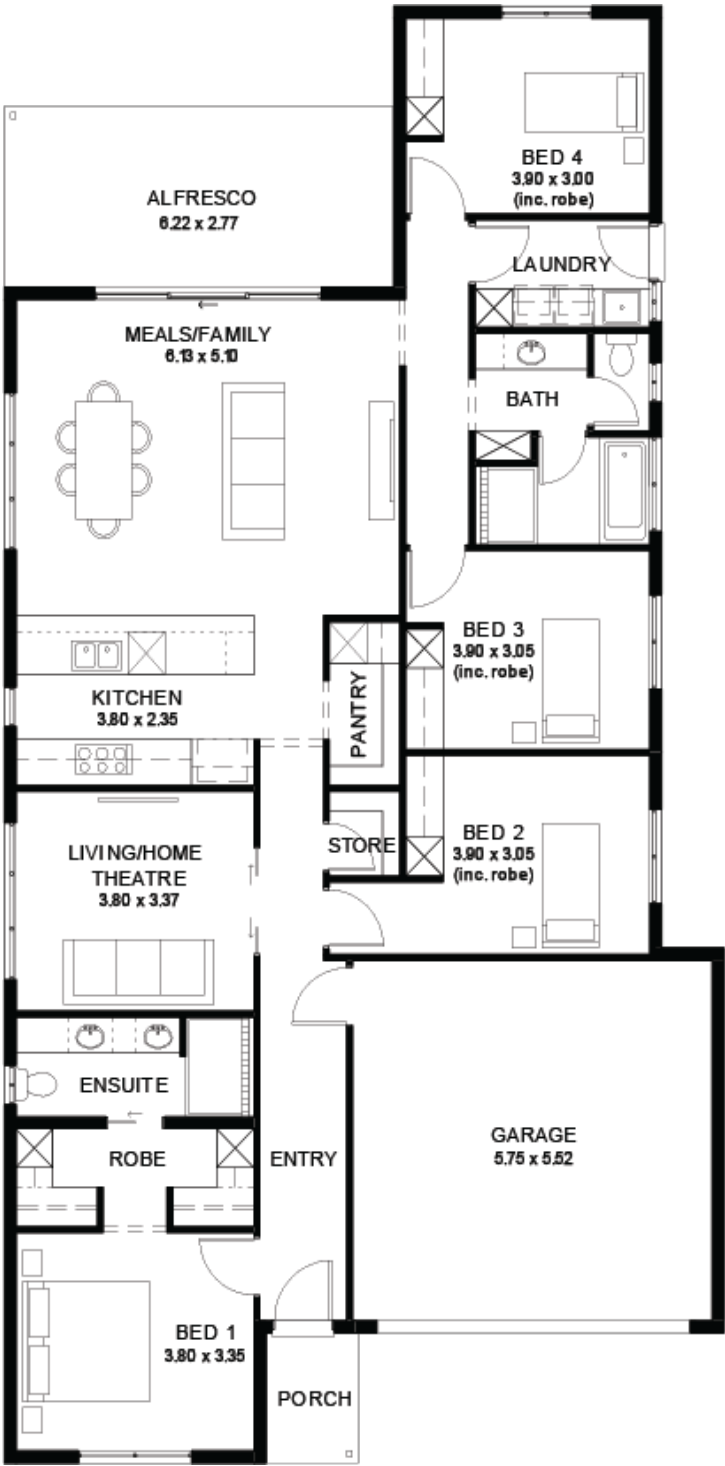 BED 4
3.90 x 3.00
(inc. robe)
ALFRESCO
6.22 x 2.77
LAUNDRY
MEALS/FAMILY
6.13 x 5.10
BATH
BED 3
3.90 x 3.05
(inc. robe)
KITCHEN
3.80 x 2.35
PANTRY
LIVING/HOME
THEATRE
3.80 x 3.37
STORE
BED 2
3.90 x 3.05
(inc. robe)
ENSUITE
ROBE
ENTRY
GARAGE
5.75 x 5.52
BED 1
3.80 x 3.35
PORCH